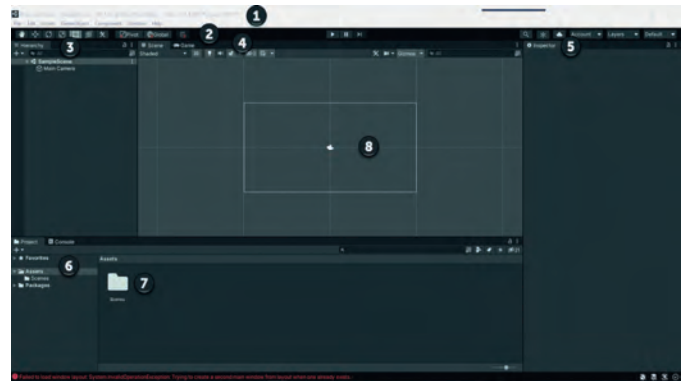 1
File Edit Assets GameObject Component Window Help
2
Pivot Global Account Layers Default
3 4 5
Hierarchy Scene Game Inspector
Shaded 2D Gizmos All
SampleScene
Main Camera
8
Project Console
6
Favorites Assets
Assets
Scenes
Packages
7
Scenes
Failed to load window layout: System.InvalidOperationException: Trying to create a second main window from layout when one already exists.